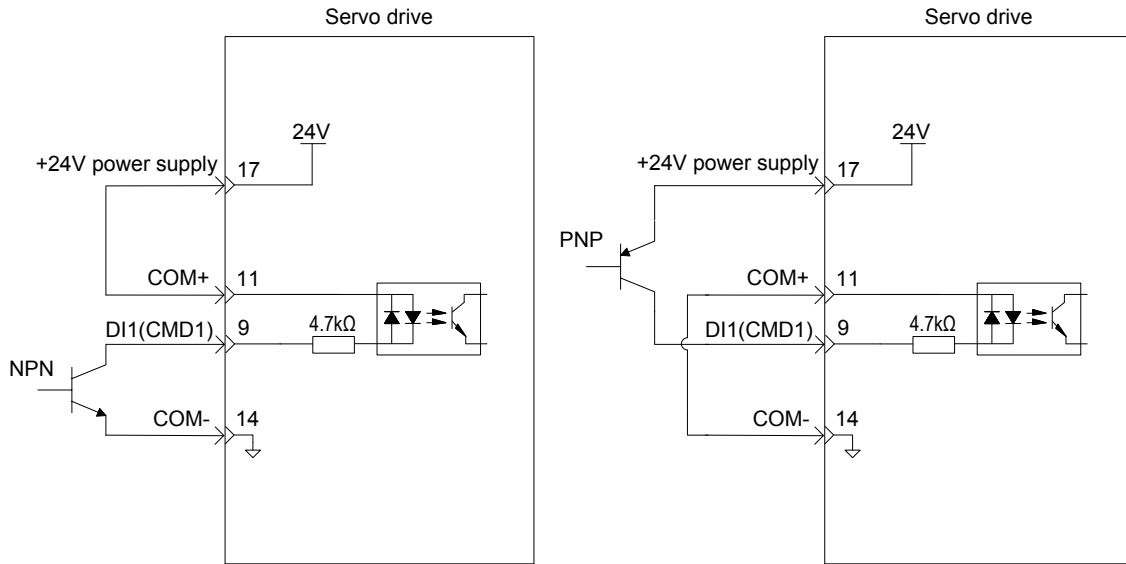 Servo drive
24V
+24V power supply
17
COM+
11
DI1(CMD1)
9
4.7kΩ
NPN
COM-
14
Servo drive
24V
+24V power supply
17
PNP
COM+
11
DI1(CMD1)
9
4.7kΩ
COM-
14